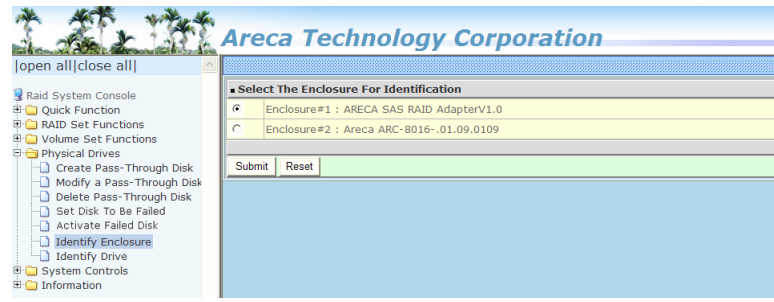 Areca Technology Corporation
|open all|close all|
Raid System Console
Quick Function
RAID Set Functions
Volume Set Functions
Physical Drives
Create Pass-Through Disk
Modify a Pass-Through Disk
Delete Pass-Through Disk
Set Disk To Be Failed
Activate Failed Disk
Identify Enclosure
Identify Drive
System Controls
Information
Select The Enclosure For Identification
Enclosure#1 : ARECA SAS RAID AdapterV1.0
Enclosure#2 : Areca ARC-8016-.01.09.0109
Submit Reset